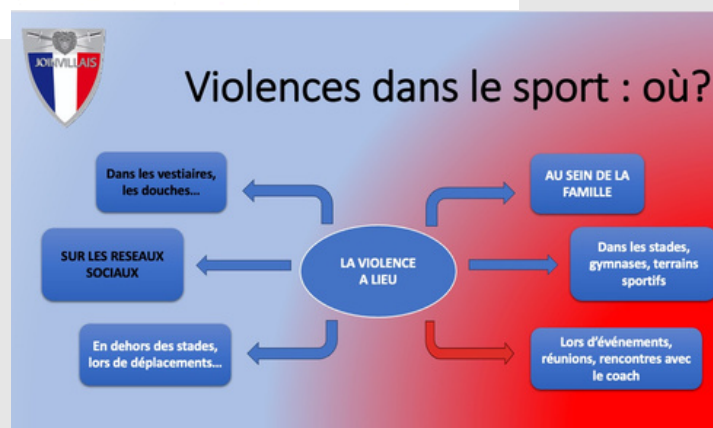 JOINVILLAIS
Violences dans le sport : où?
Dans les vestiaires,
les douches...
AU SEIN DE LA
FAMILLE
SUR LES RESEAUX
SOCIAUX
LA VIOLENCE
A LIEU
Dans les stades,
gymnases, terrains
sportifs
En dehors des stades,
lors de déplacements...
Lors d'événements,
réunions, rencontres avec
le coach